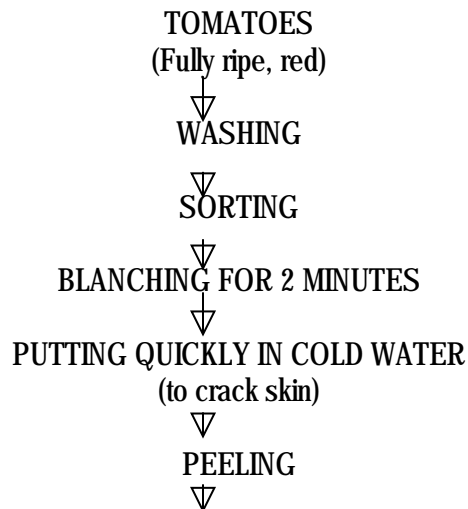 TOMATOES
(Fully ripe, red)
WASHING
SORTING
BLANCHING FOR 2 MINUTES
PUTTING QUICKLY IN COLD WATER
(to crack skin)
PEELING